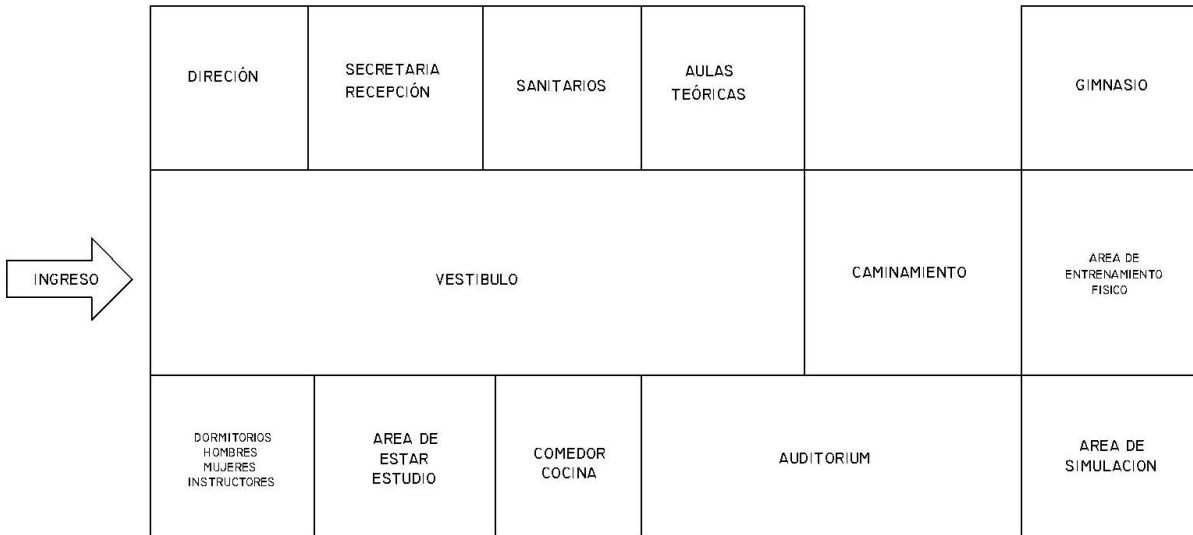 DIRECIÓN
SECRETARIA
RECEPCIÓN
SANITARIOS
AULAS
TEÓRICAS
GIMNASIO
INGRESO
VESTIBULO
CAMINAMIENTO
AREA DE
ENTRENAMIENTO
FISICO
DORMITORIOS
HOMBRES
MUJERES
INSTRUCTORES
AREA DE
ESTAR
ESTUDIO
COMEDOR
COCINA
AUDITORIUM
AREA DE
SIMULACION